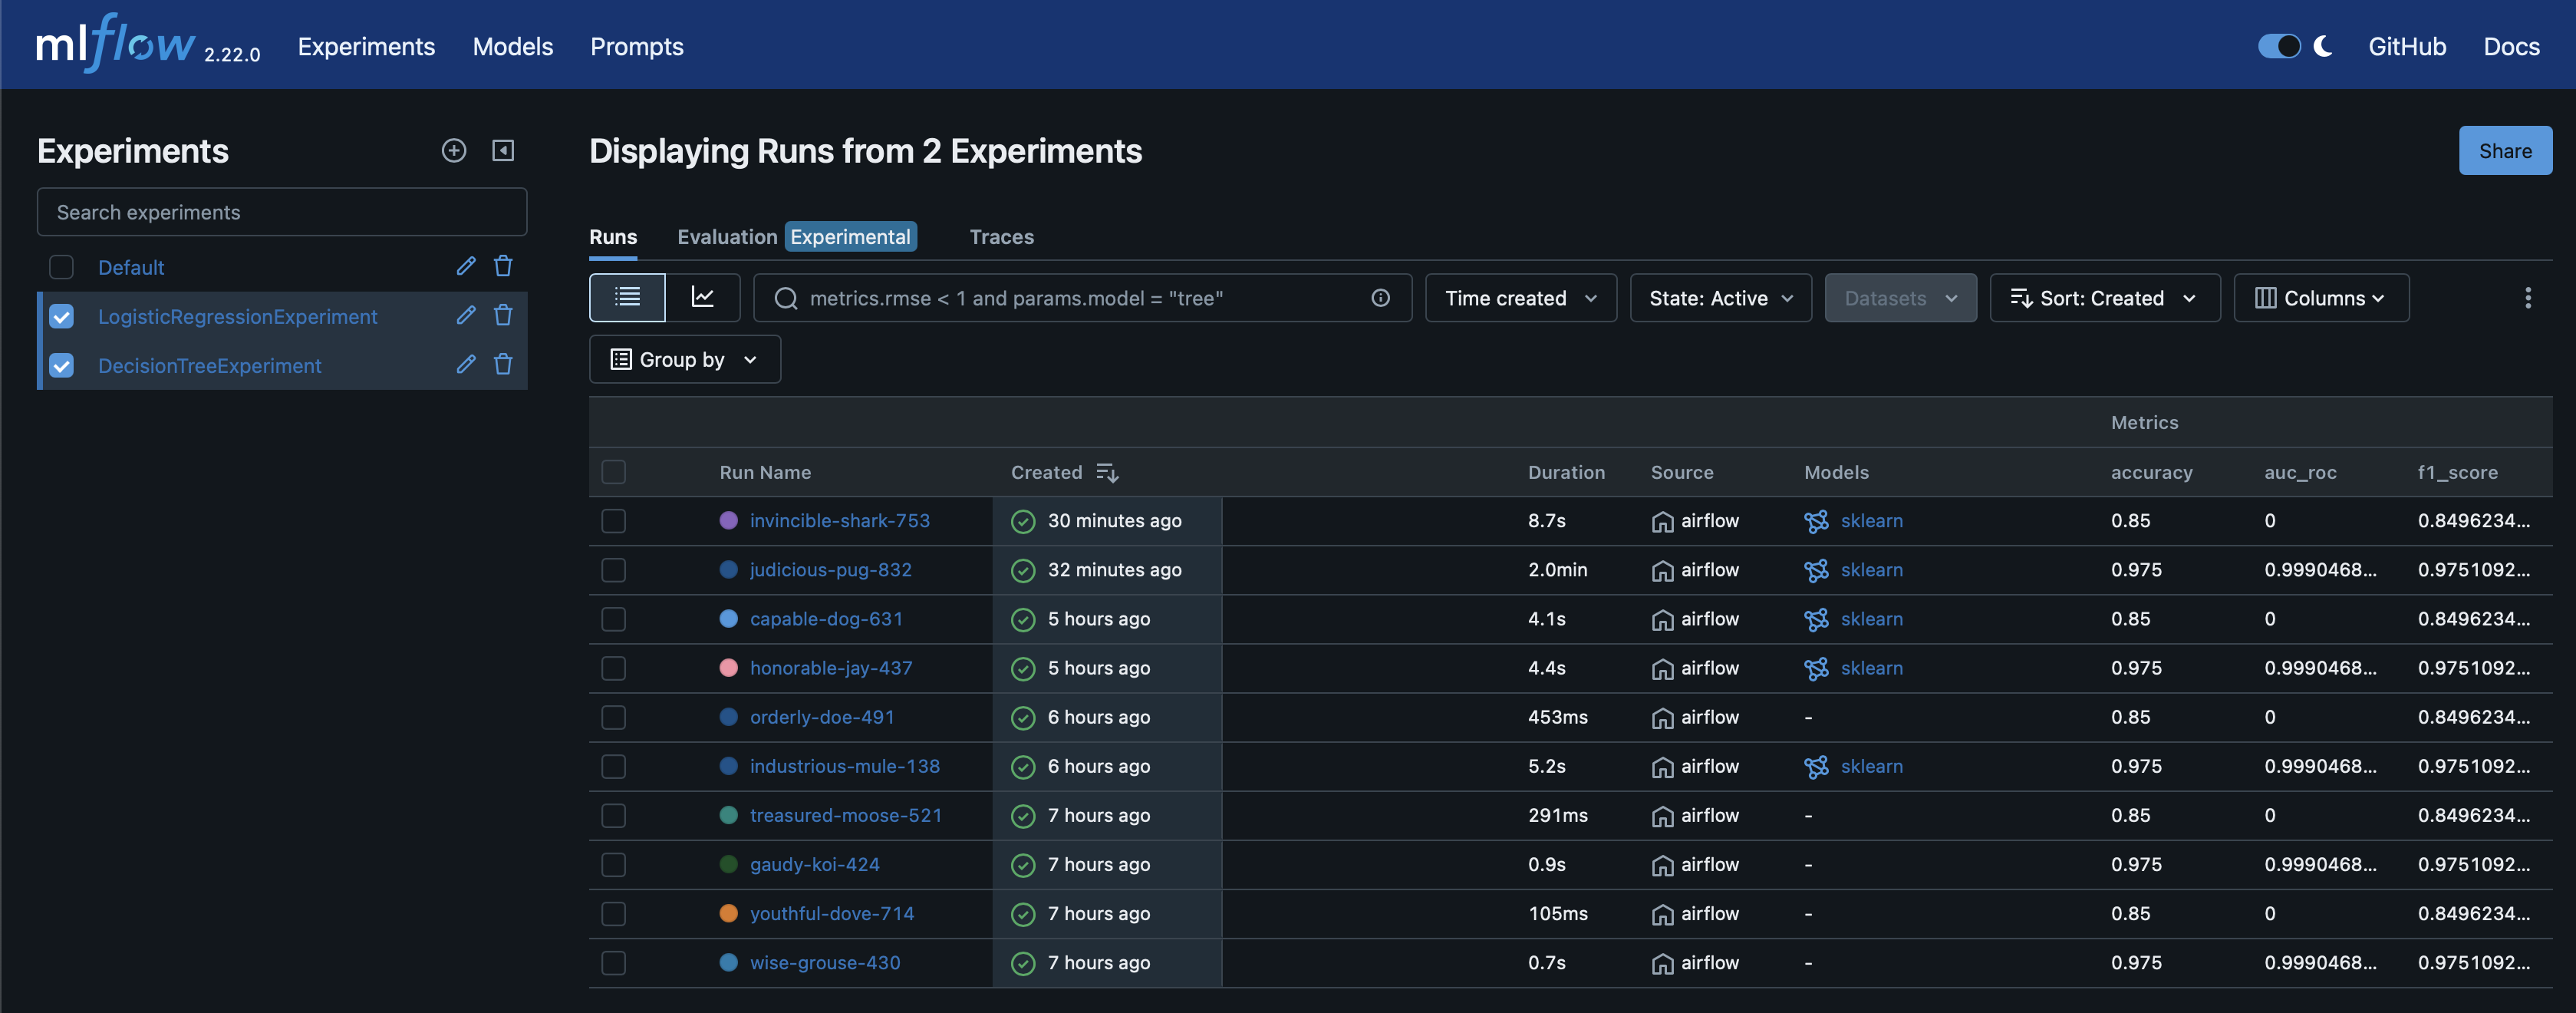 mlflow 2.22.0 Experiments Models Prompts GitHub Docs
Experiments
Search experiments
Default
LogisticRegressionExperiment
DecisionTreeExperiment
Displaying Runs from 2 Experiments Share
Runs Evaluation Experimental Traces
metrics.rmse < 1 and params.model = "tree" Time created State: Active Datasets Sort: Created Columns
Group by
Metrics
Run Name Created Duration Source Models accuracy auc_roc f1_score
invincible-shark-753 30 minutes ago 8.7s airflow sklearn 0.85 0 0.8496234...
judicious-pug-832 32 minutes ago 2.0min airflow sklearn 0.975 0.9990468... 0.9751092...
capable-dog-631 5 hours ago 4.1s airflow sklearn 0.85 0 0.8496234...
honorable-jay-437 5 hours ago 4.4s airflow sklearn 0.975 0.9990468... 0.9751092...
orderly-doe-491 6 hours ago 453ms airflow - 0.85 0 0.8496234...
industrious-mule-138 6 hours ago 5.2s airflow sklearn 0.975 0.9990468... 0.9751092...
treasured-moose-521 7 hours ago 291ms airflow - 0.85 0 0.8496234...
gaudy-koi-424 7 hours ago 0.9s airflow - 0.975 0.9990468... 0.9751092...
youthful-dove-714 7 hours ago 105ms airflow - 0.85 0 0.8496234...
wise-grouse-430 7 hours ago 0.7s airflow - 0.975 0.9990468... 0.9751092...